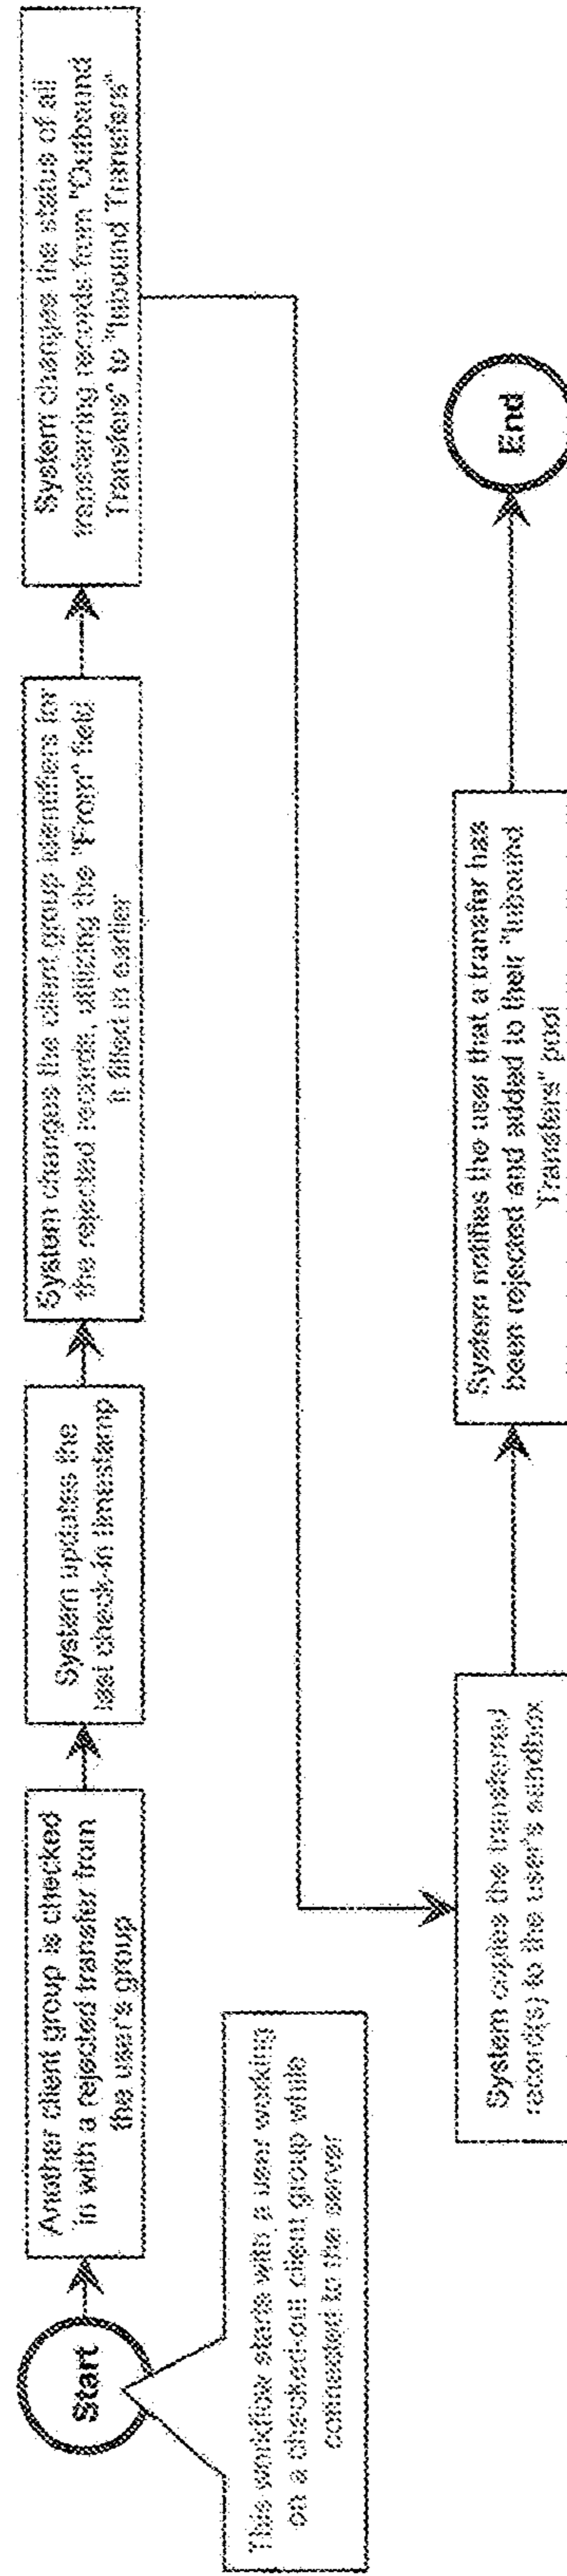 Start
This workflow starts with a user working
on a checked-out client group while
connected to the server
Another client group is checked
in with a rejected transfer from
the user's group
System updates the
last check-in timestamp
System changes the client group identifiers for
the rejected records, utilizing the "From" field
it filled in earlier
System changes the status of all
transferring records from "Outbound
Transfers" to "Inbound Transfers"
System copies the transferred
record(s) to the user's sandbox
System notifies the user that a transfer has
been rejected and added to their "Inbound
Transfers" pool
End